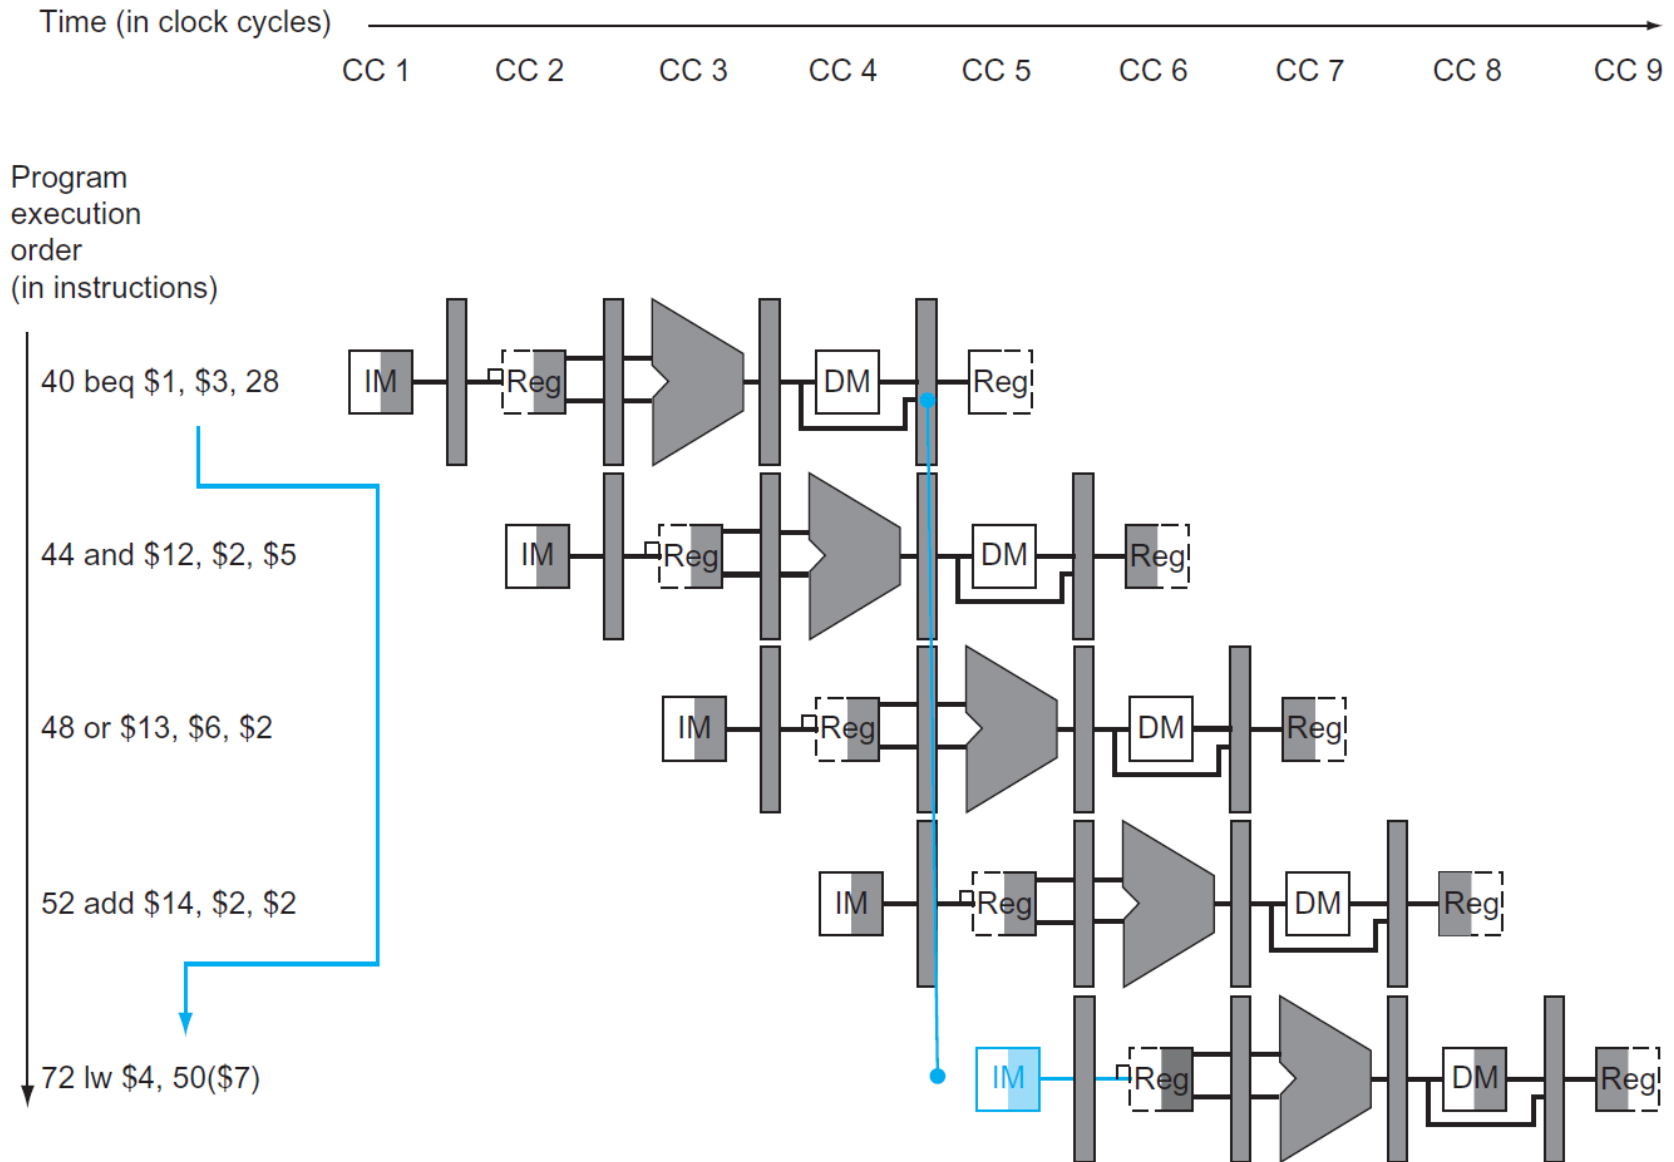 Time (in clock cycles)
CC 1 CC 2 CC 3 CC 4 CC 5 CC 6 CC 7 CC 8 CC 9
Program
execution
order
(in instructions)
40 beq $1, $3, 28 IM Reg DM Reg
44 and $12, $2, $5 IM Reg DM Reg
48 or $13, $6, $2 IM Reg DM Reg
52 add $14, $2, $2 IM Reg DM Reg
72 lw $4, 50($7) IM Reg DM Reg